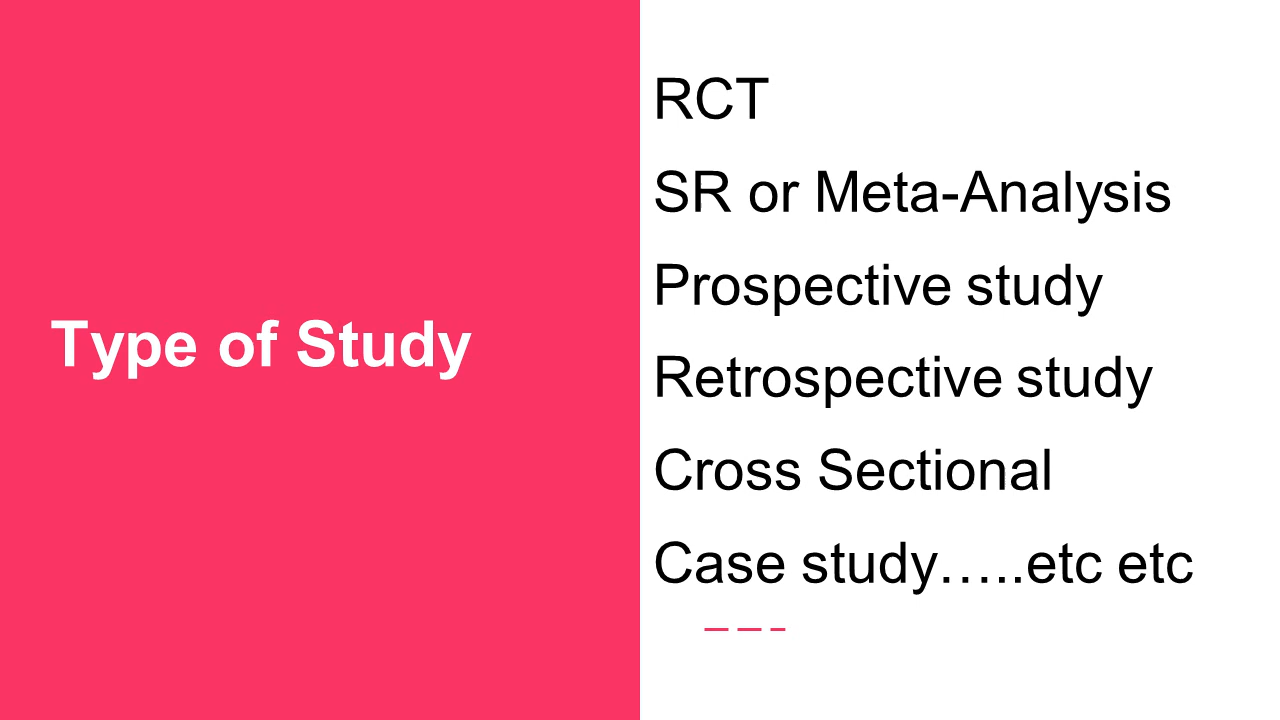 Type of Study
RCT
SR or Meta-Analysis
Prospective study
Retrospective study
Cross Sectional
Case study…..etc etc